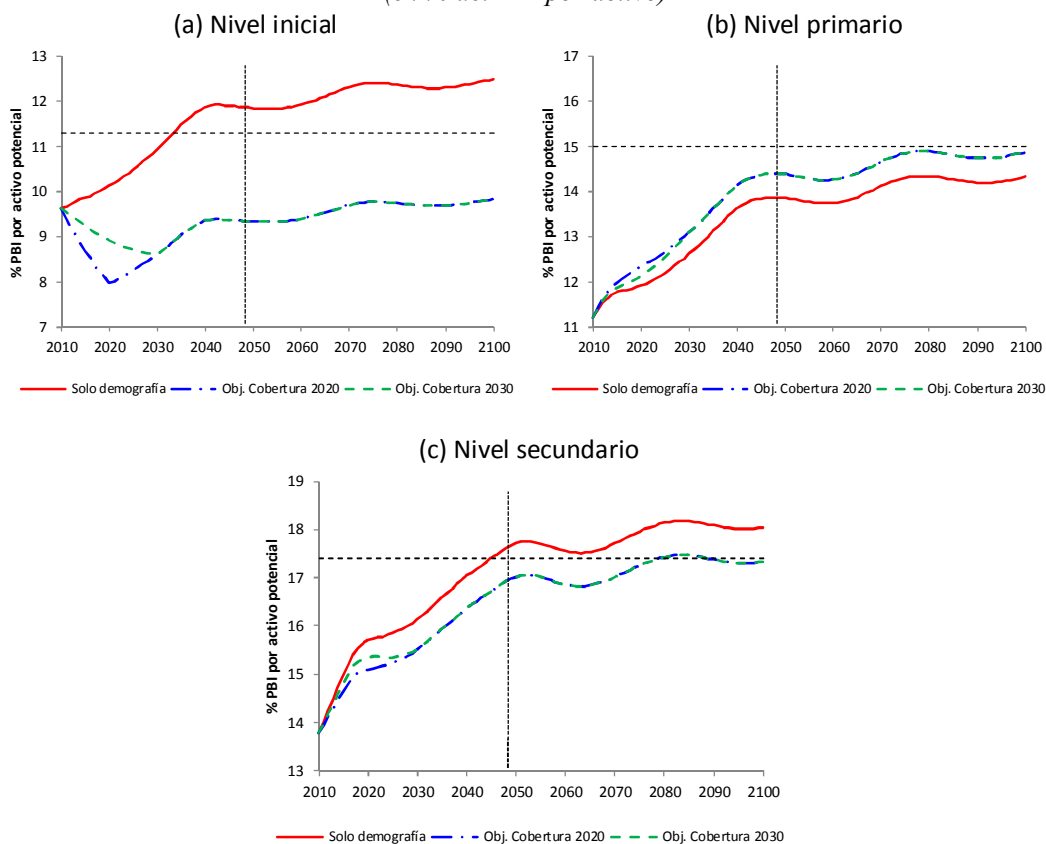 (a) Nivel inicial
(b) Nivel primario
% PBI por activo potencial
13
12
11
10
9
8
7
2010 2020 2030 2040 2050 2060 2070 2080 2090 2100
Solo demografía Obj. Cobertura 2020 Obj. Cobertura 2030
% PBI por activo potencial
17
16
15
14
13
12
11
2010 2020 2030 2040 2050 2060 2070 2080 2090 2100
Solo demografía Obj. Cobertura 2020 Obj. Cobertura 2030
(c) Nivel secundario
% PBI por activo potencial
19
18
17
16
15
14
13
2010 2020 2030 2040 2050 2060 2070 2080 2090 2100
Solo demografía Obj. Cobertura 2020 Obj. Cobertura 2030